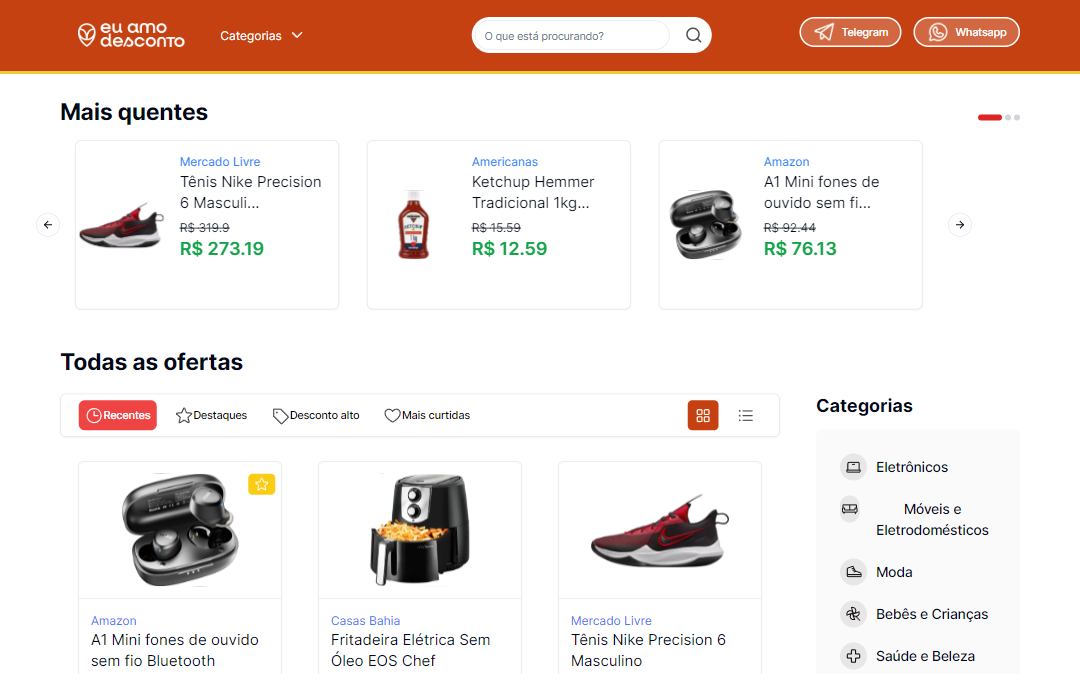 eu amo
desconto
Categorias
O que está procurando?
Telegram
Whatsapp
Mais quentes
Mercado Livre
Tênis Nike Precision
6 Masculi...
R$ 319.9
R$ 273.19
Americanas
Ketchup Hemmer
Tradicional 1kg...
R$ 15.59
R$ 12.59
Amazon
A1 Mini fones de
ouvido sem fi...
R$ 92.44
R$ 76.13
Todas as ofertas
Recentes
Destaques
Desconto alto
Mais curtidas
Amazon
A1 Mini fones de ouvido
sem fio Bluetooth
Casas Bahia
Fritadeira Elétrica Sem
Óleo EOS Chef
Mercado Livre
Tênis Nike Precision 6
Masculino
Categorias
Eletrônicos
Móveis e
Eletrodomésticos
Moda
Bebês e Crianças
Saúde e Beleza